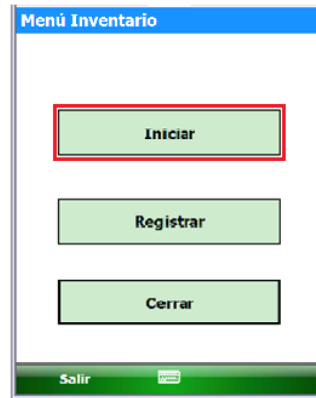 Menú Inventario
Iniciar
Registrar
Cerrar
Salir